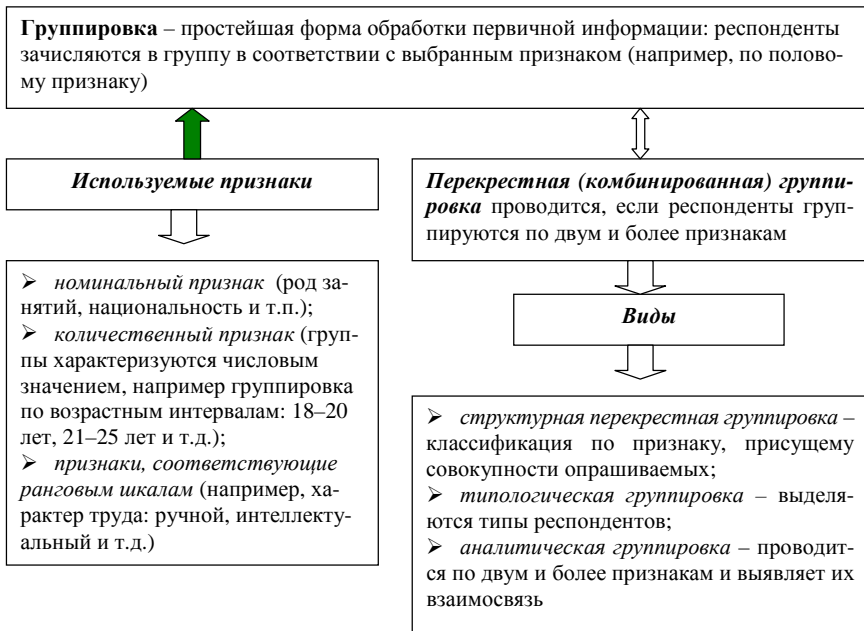 Группировка – простейшая форма обработки первичной информации: респонденты
зачисляются в группу в соответствии с выбранным признаком (например, по полово-
му признаку)
Используемые признаки
➢ номинальный признак (род за-
нятий, национальность и т.п.);
➢ количественный признак (груп-
пы характеризуются числовым
значением, например группировка
по возрастным интервалам: 18–20
лет, 21–25 лет и т.д.);
➢ признаки, соответствующие
ранговым шкалам (например, ха-
рактер труда: ручной, интеллекту-
альный и т.д.)
Перекрестная (комбинированная) группи-
ровка проводится, если респонденты груп-
пируются по двум и более признакам
Виды
➢ структурная перекрестная группировка –
классификация по признаку, присущему
совокупности опрашиваемых;
➢ типологическая группировка – выделя-
ются типы респондентов;
➢ аналитическая группировка – проводит-
ся по двум и более признакам и выявляет их
взаимосвязь